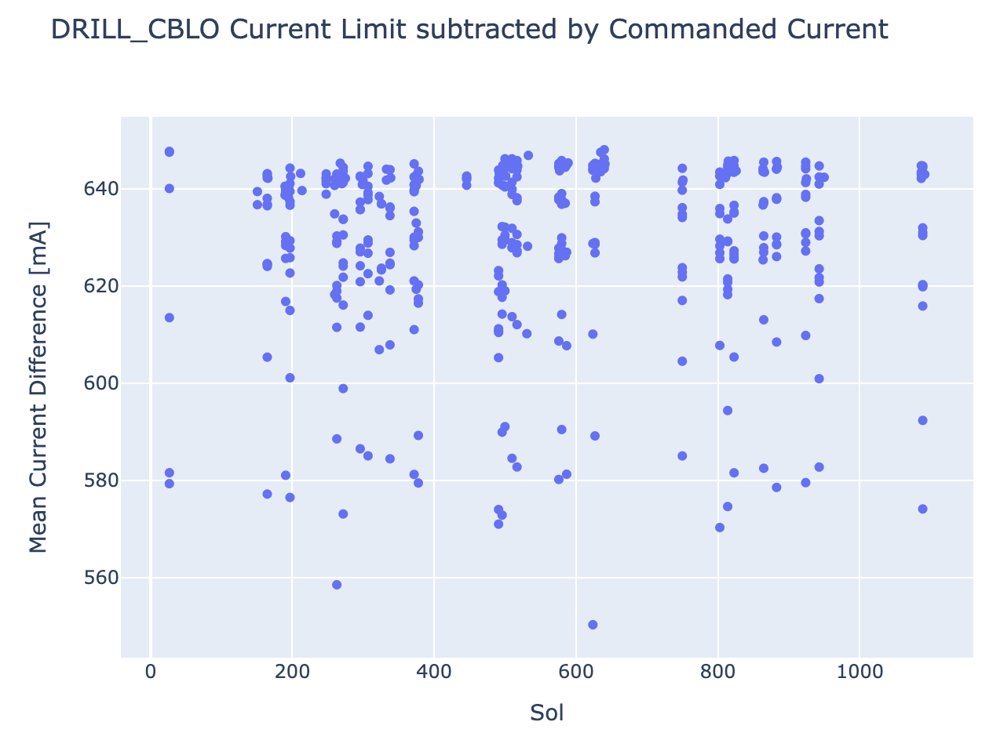 DRILL_CBLO Current Limit subtracted by Commanded Current
Mean Current Difference [mA]
640
620
600
580
560
0 200 400 600 800 1000
Sol